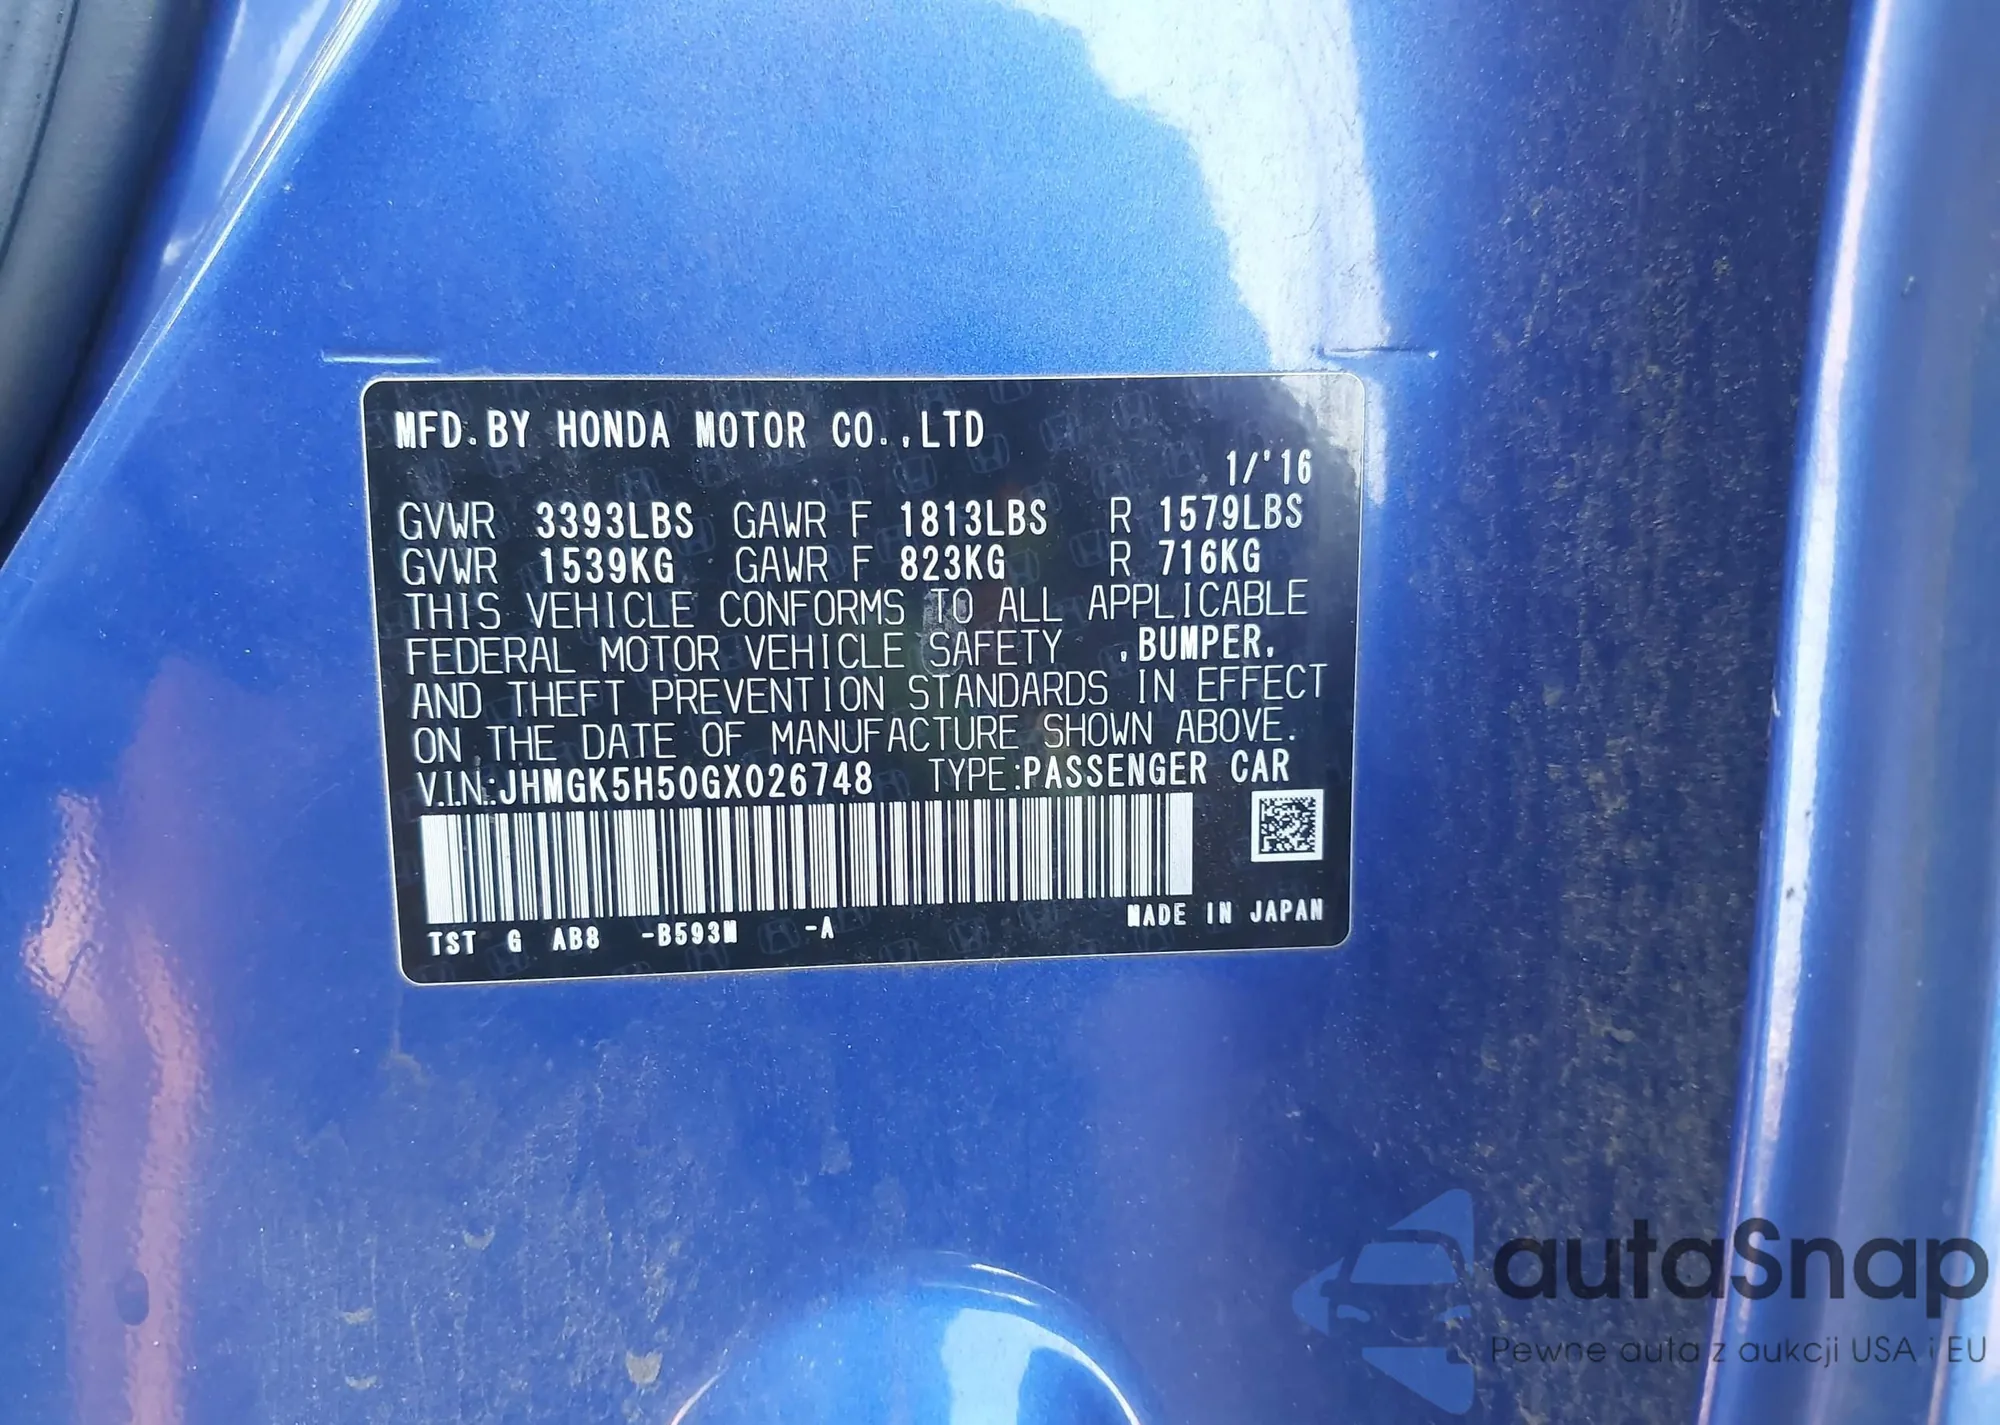 MFD.BY HONDA MOTOR CO.,LTD
1/'16
GVWR 3393LBS GAWR F 1813LBS R 1579LBS
GVWR 1539KG GAWR F 823KG R 716KG
THIS VEHICLE CONFORMS TO ALL APPLICABLE
FEDERAL MOTOR VEHICLE SAFETY ,BUMPER,
AND THEFT PREVENTION STANDARDS IN EFFECT
ON THE DATE OF MANUFACTURE SHOWN ABOVE.
V.I.N.:JHMGK5H50GX026748 TYPE:PASSENGER CAR
MADE IN JAPAN
TST G AB8 -B593M -A
autaSnap
Pewne auta z aukcji USA i EU